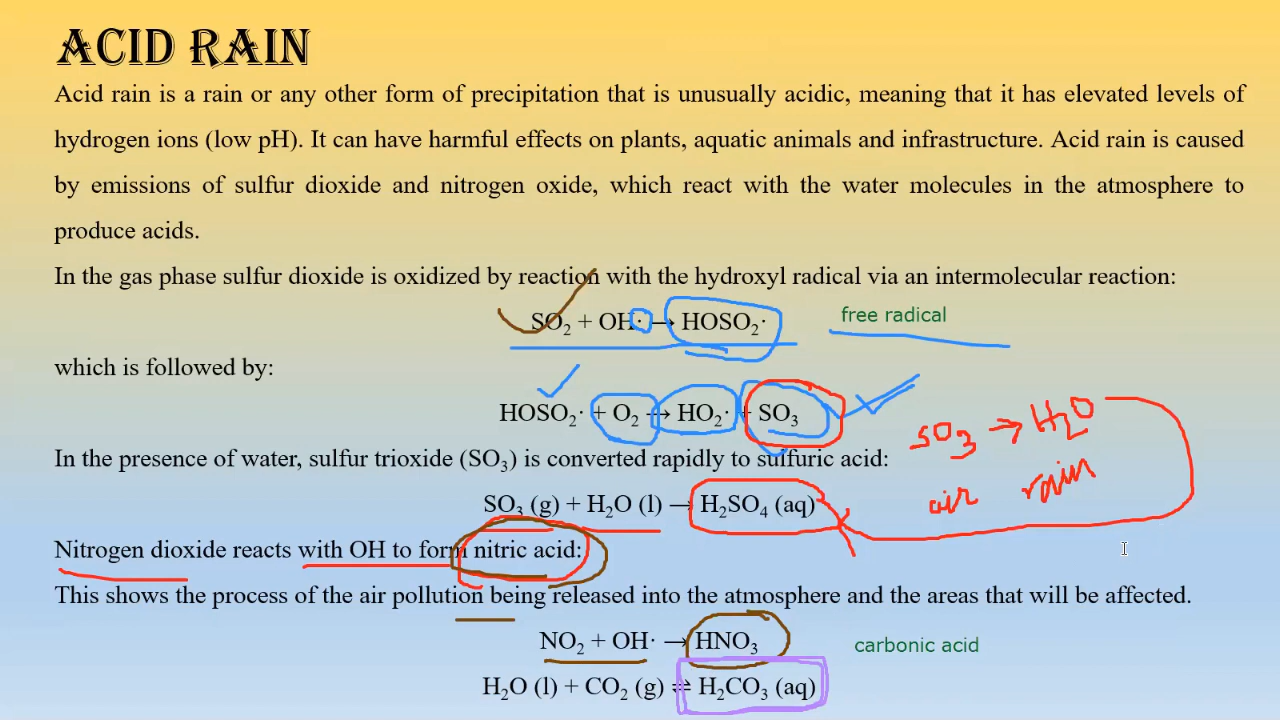 ACID RAIN
Acid rain is a rain or any other form of precipitation that is unusually acidic, meaning that it has elevated levels of
hydrogen ions (low pH). It can have harmful effects on plants, aquatic animals and infrastructure. Acid rain is caused
by emissions of sulfur dioxide and nitrogen oxide, which react with the water molecules in the atmosphere to
produce acids.
In the gas phase sulfur dioxide is oxidized by reaction with the hydroxyl radical via an intermolecular reaction:
SO₂ + OH· → HOSO₂· free radical
which is followed by:
HOSO₂· + O₂ → HO₂· + SO₃
SO₃ → H₂O
In the presence of water, sulfur trioxide (SO₃) is converted rapidly to sulfuric acid:
air rain
SO₃ (g) + H₂O (l) → H₂SO₄ (aq)
Nitrogen dioxide reacts with OH to form nitric acid:
This shows the process of the air pollution being released into the atmosphere and the areas that will be affected.
NO₂ + OH· → HNO₃ carbonic acid
H₂O (l) + CO₂ (g) ⇌ H₂CO₃ (aq)